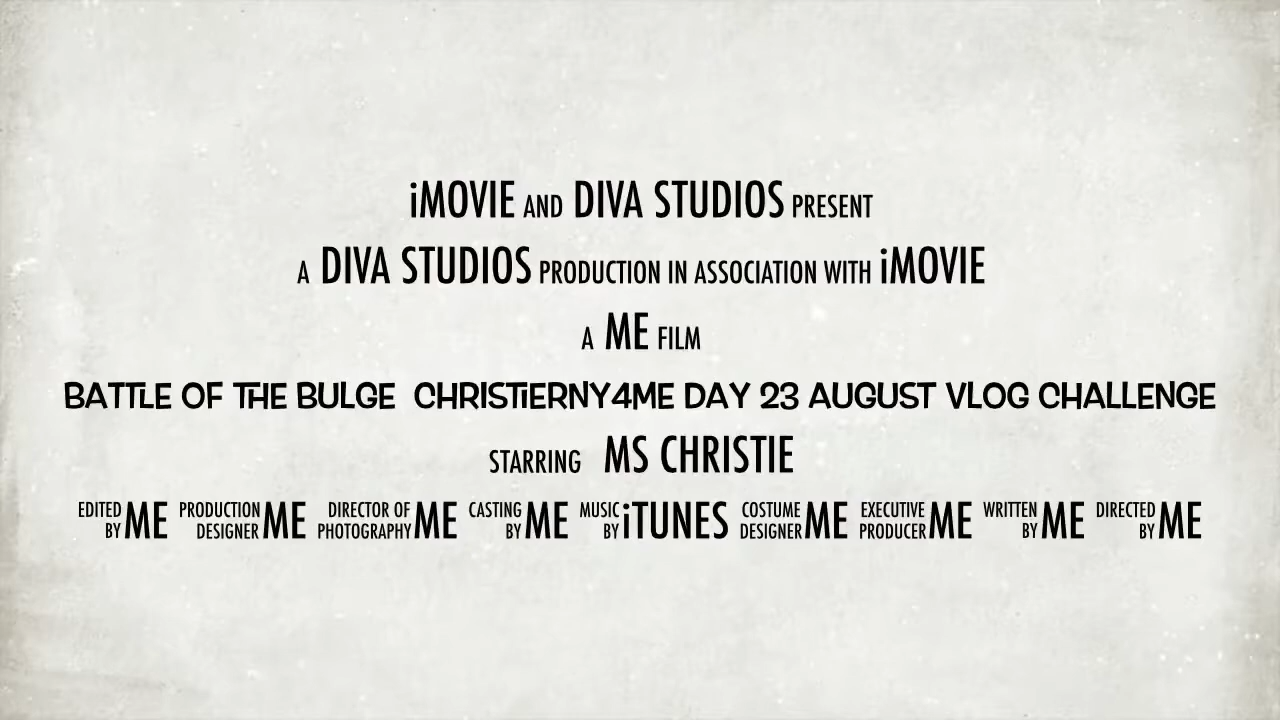 iMOVIE AND DIVA STUDIOS PRESENT
A DIVA STUDIOS PRODUCTION IN ASSOCIATION WITH iMOVIE
A ME FILM
BATTLE OF THE BULGE CHRISTIERNY4ME DAY 23 AUGUST VLOG CHALLENGE
STARRING MS CHRISTIE
EDITED BY ME PRODUCTION DESIGNER ME DIRECTOR OF PHOTOGRAPHY ME CASTING BY ME MUSIC BY iTUNES COSTUME DESIGNER ME EXECUTIVE PRODUCER ME WRITTEN BY ME DIRECTED BY ME